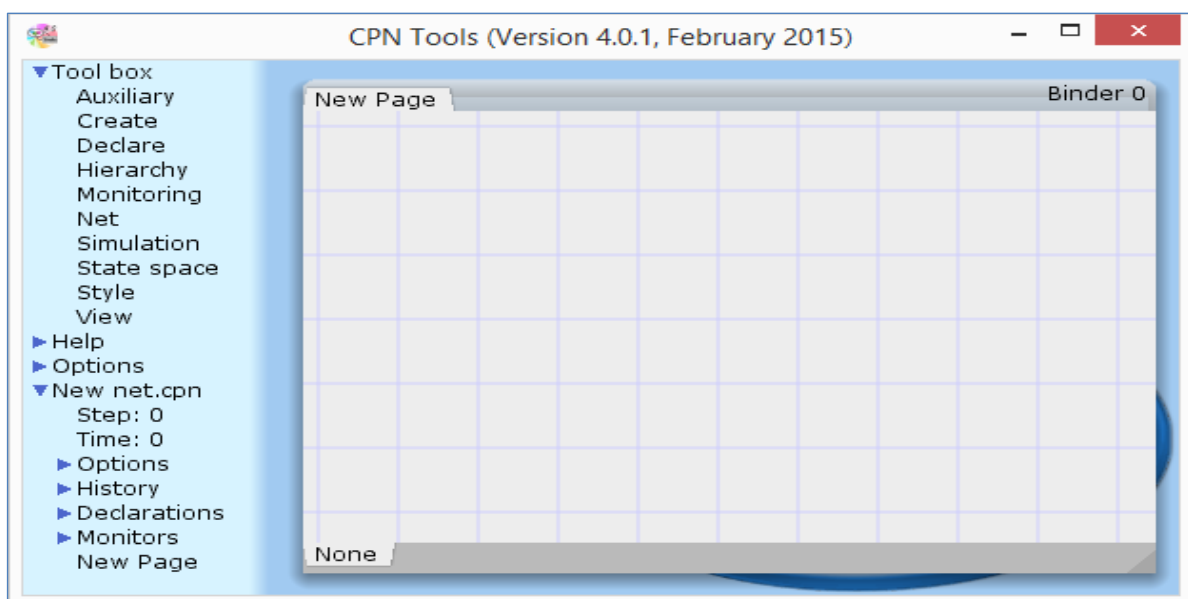 CPN Tools (Version 4.0.1, February 2015)
Tool box
Auxiliary
Create
Declare
Hierarchy
Monitoring
Net
Simulation
State space
Style
View
Help
Options
New net.cpn
Step: 0
Time: 0
Options
History
Declarations
Monitors
New Page
New Page
Binder 0
None